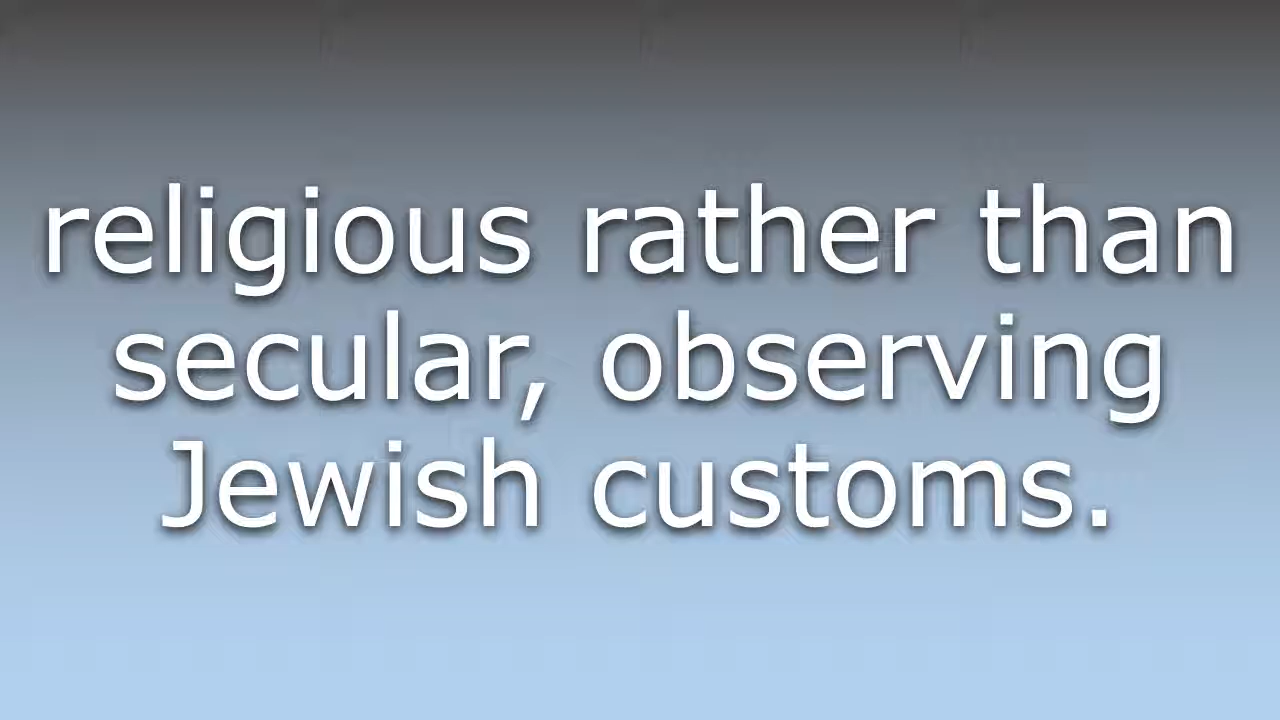 religious rather than
secular, observing
Jewish customs.